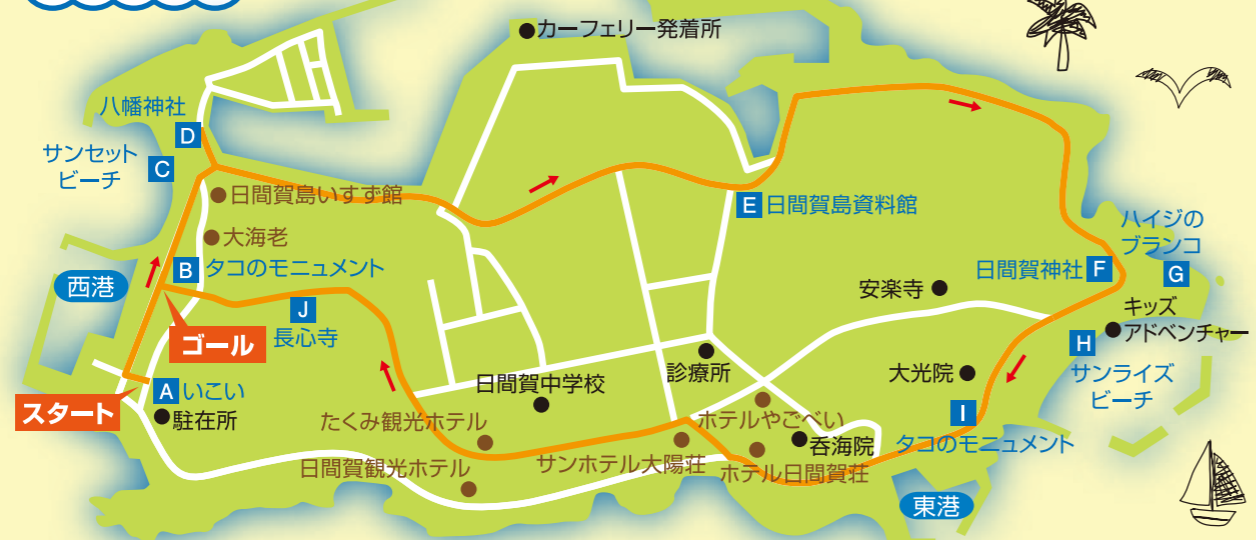 カーフェリー発着所
八幡神社
D
サンセット
ビーチ
C
日間賀島いすず館
大海老
B タコのモニュメント
西港
ゴール
J
長心寺
スタート
A いこい
駐在所
E 日間賀島資料館
ハイジの
ブランコ
G
日間賀神社 F
安楽寺
キッズ
アドベンチャー
H
サンライズ
ビーチ
大光院
I
タコのモニュメント
診療所
日間賀中学校
たくみ観光ホテル
日間賀観光ホテル
サンホテル大陽荘
ホテルやごべい
呑海院
ホテル日間賀荘
東港